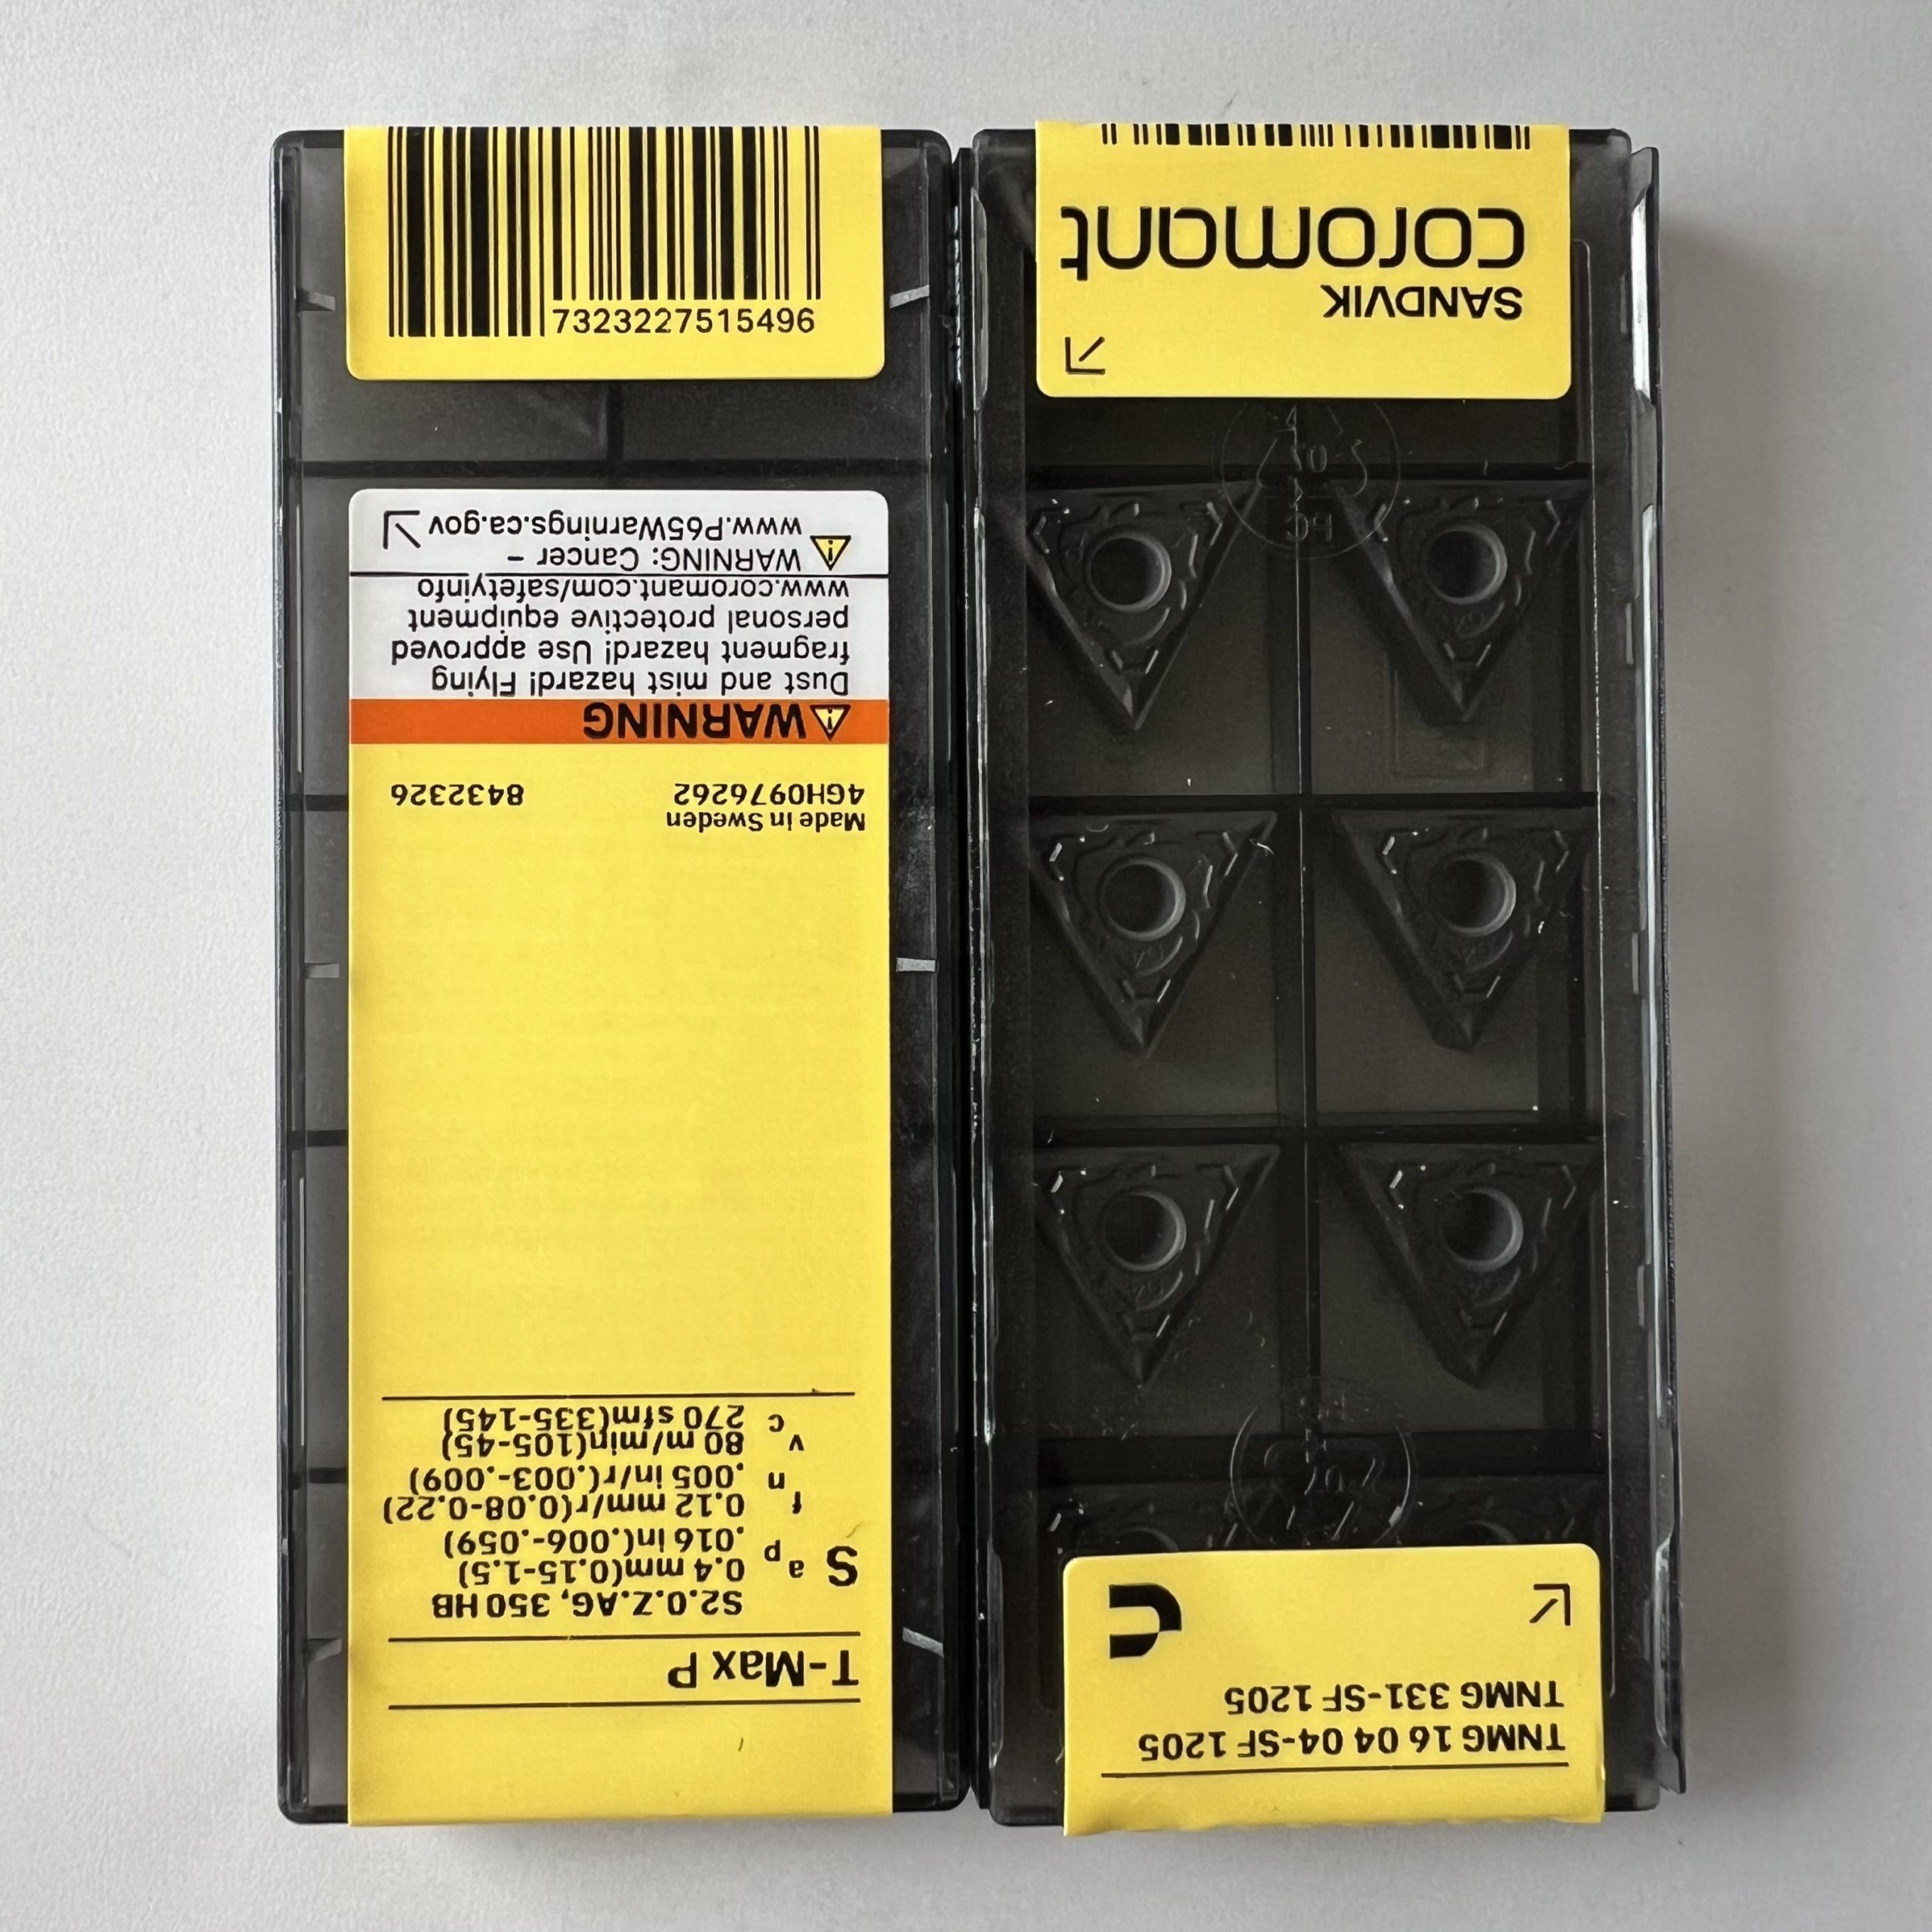 7323227515496
T-Max P
S2.0.Z.AG, 350 HB
S ap 0.4 mm(0.15-1.5)
.016 in(.006-.059)
fn 0.12 mm/r(0.08-0.22)
.005 in/r(.003-.009)
vc 80 m/min(105-45)
270 sfm(335-145)
Made in Sweden
4GH0976262 8432326
WARNING
Dust and mist hazard! Flying
fragment hazard! Use approved
personal protective equipment
www.coromant.com/safetyinfo
WARNING: Cancer –
www.P65Warnings.ca.gov
TNMG 16 04 04-SF 1205
TNMG 331-SF 1205
SANDVIK
coromant